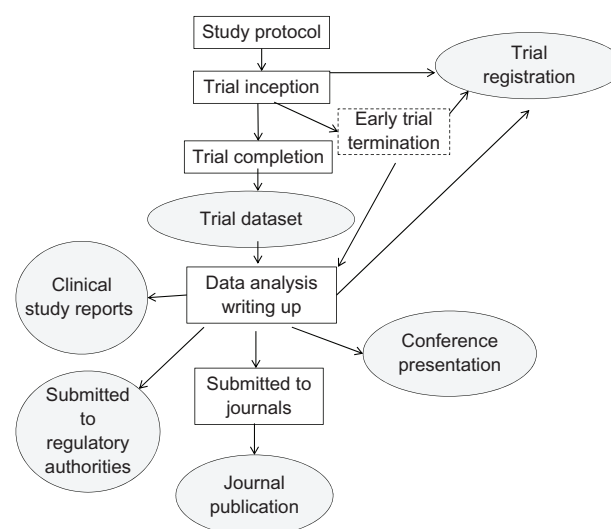 Study protocol
Trial inception
Trial
registration
Early trial
termination
Trial completion
Trial dataset
Clinical
study reports
Data analysis
writing up
Conference
presentation
Submitted to
journals
Submitted
to
regulatory
authorities
Journal
publication